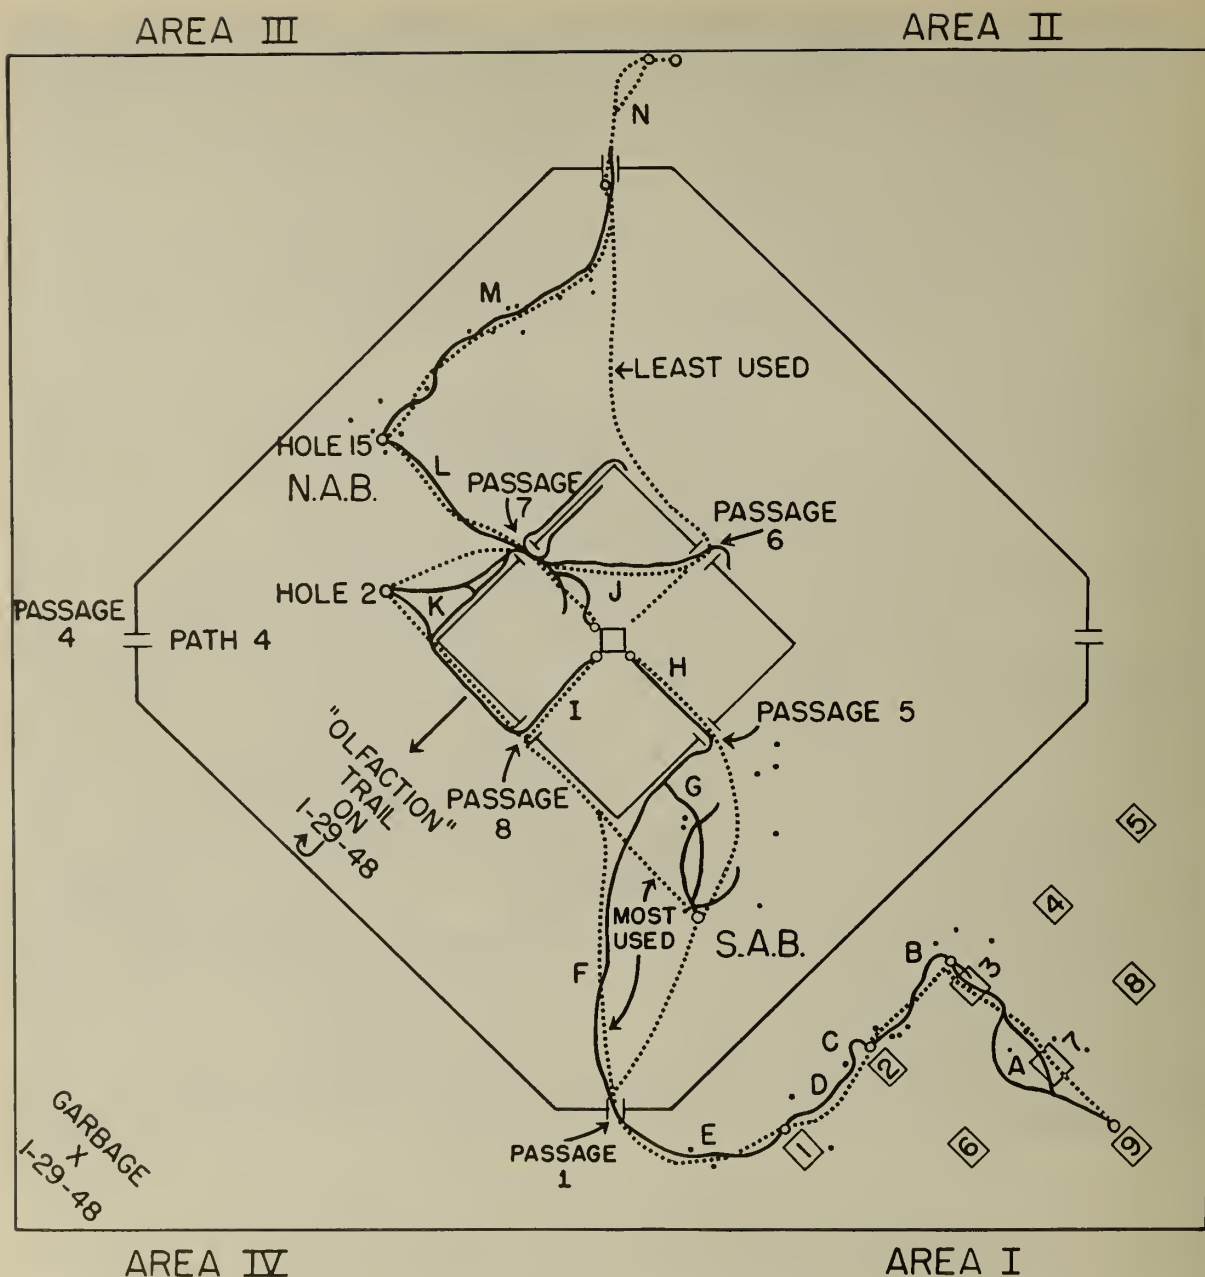 AREA III
AREA II
N
M
←LEAST USED
HOLE 15
N.A.B.
L
PASSAGE
7
PASSAGE
6
HOLE 2
K
J
PASSAGE
4
PATH 4
H
I
PASSAGE 5
"OLFACTION"
TRAIL
ON
1-29-48
PASSAGE
8
G
5
4
MOST
USED
S.A.B.
F
B
3
8
C
2
D
A
7
GARBAGE
X
1-29-48
PASSAGE
1
E
1
6
9
AREA IV
AREA I